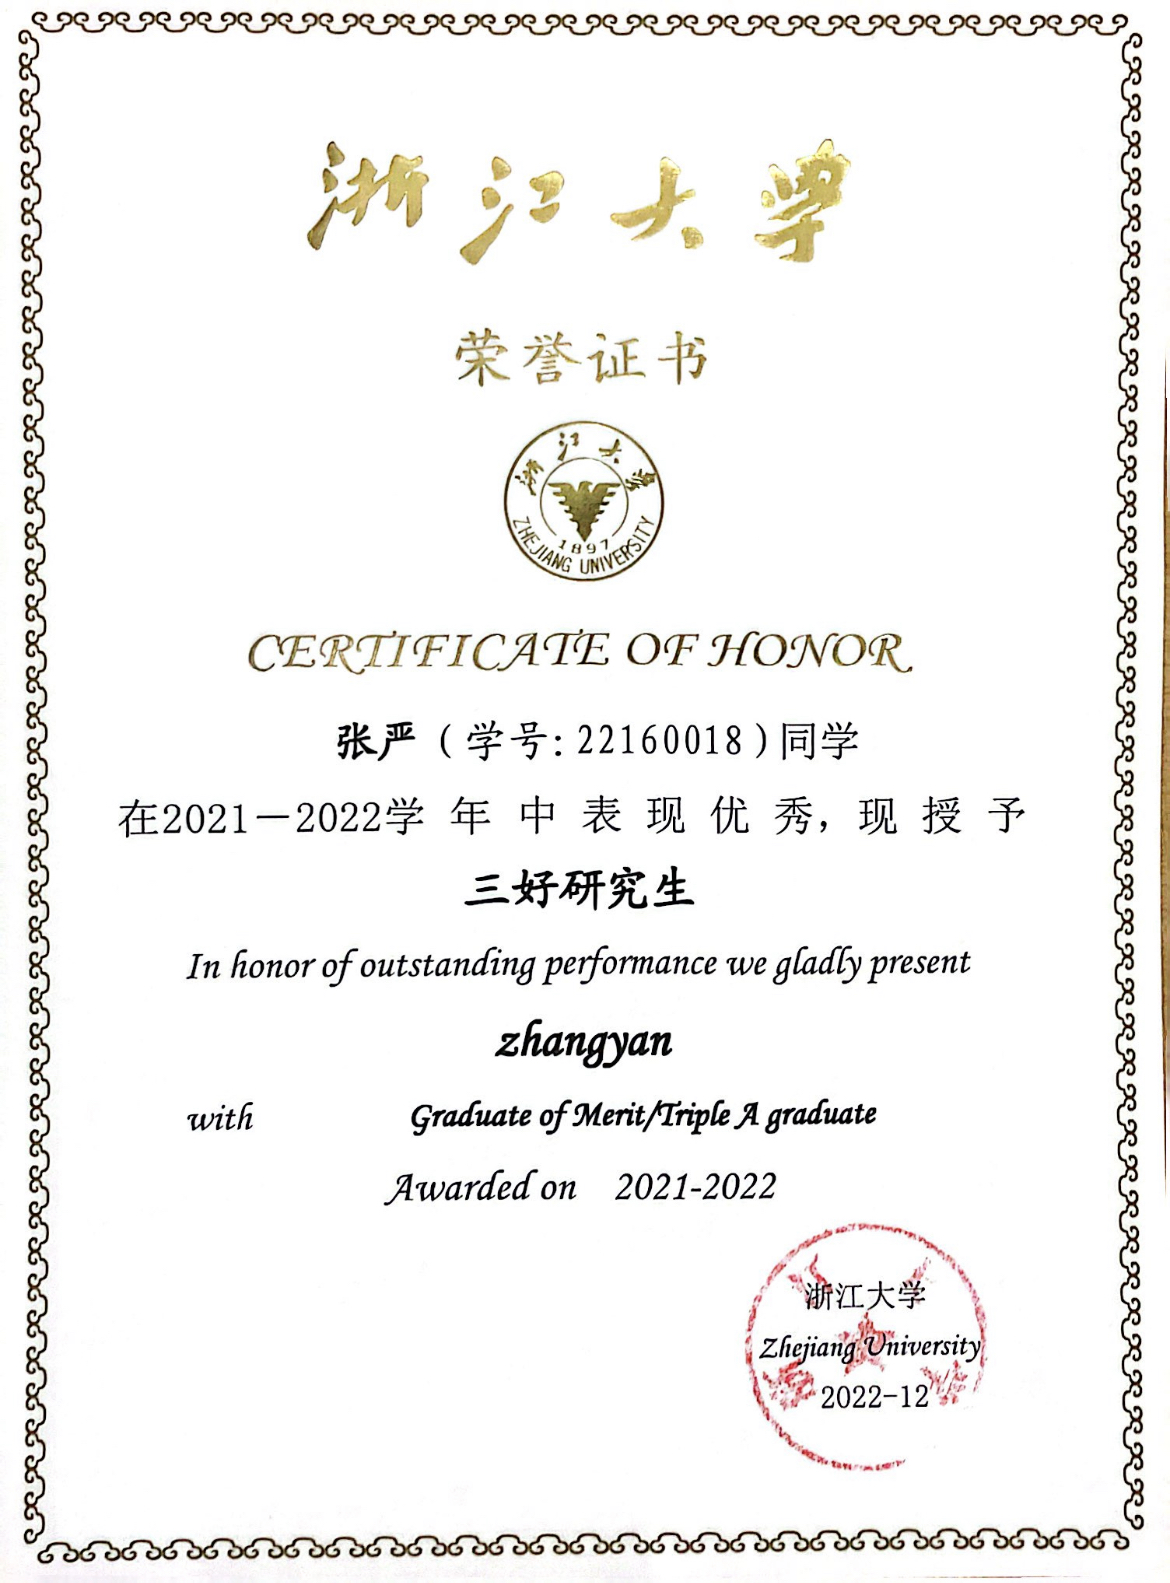 浙江大学
荣誉证书
浙江大学
1897
ZHEJIANG UNIVERSITY
CERTIFICATE OF HONOR
张严（学号: 22160018）同学
在2021－2022学年中表现优秀，现授予
三好研究生
In honor of outstanding performance we gladly present
zhangyan
with Graduate of Merit/Triple A graduate
Awarded on 2021-2022
浙江大学
Zhejiang University
2022-12